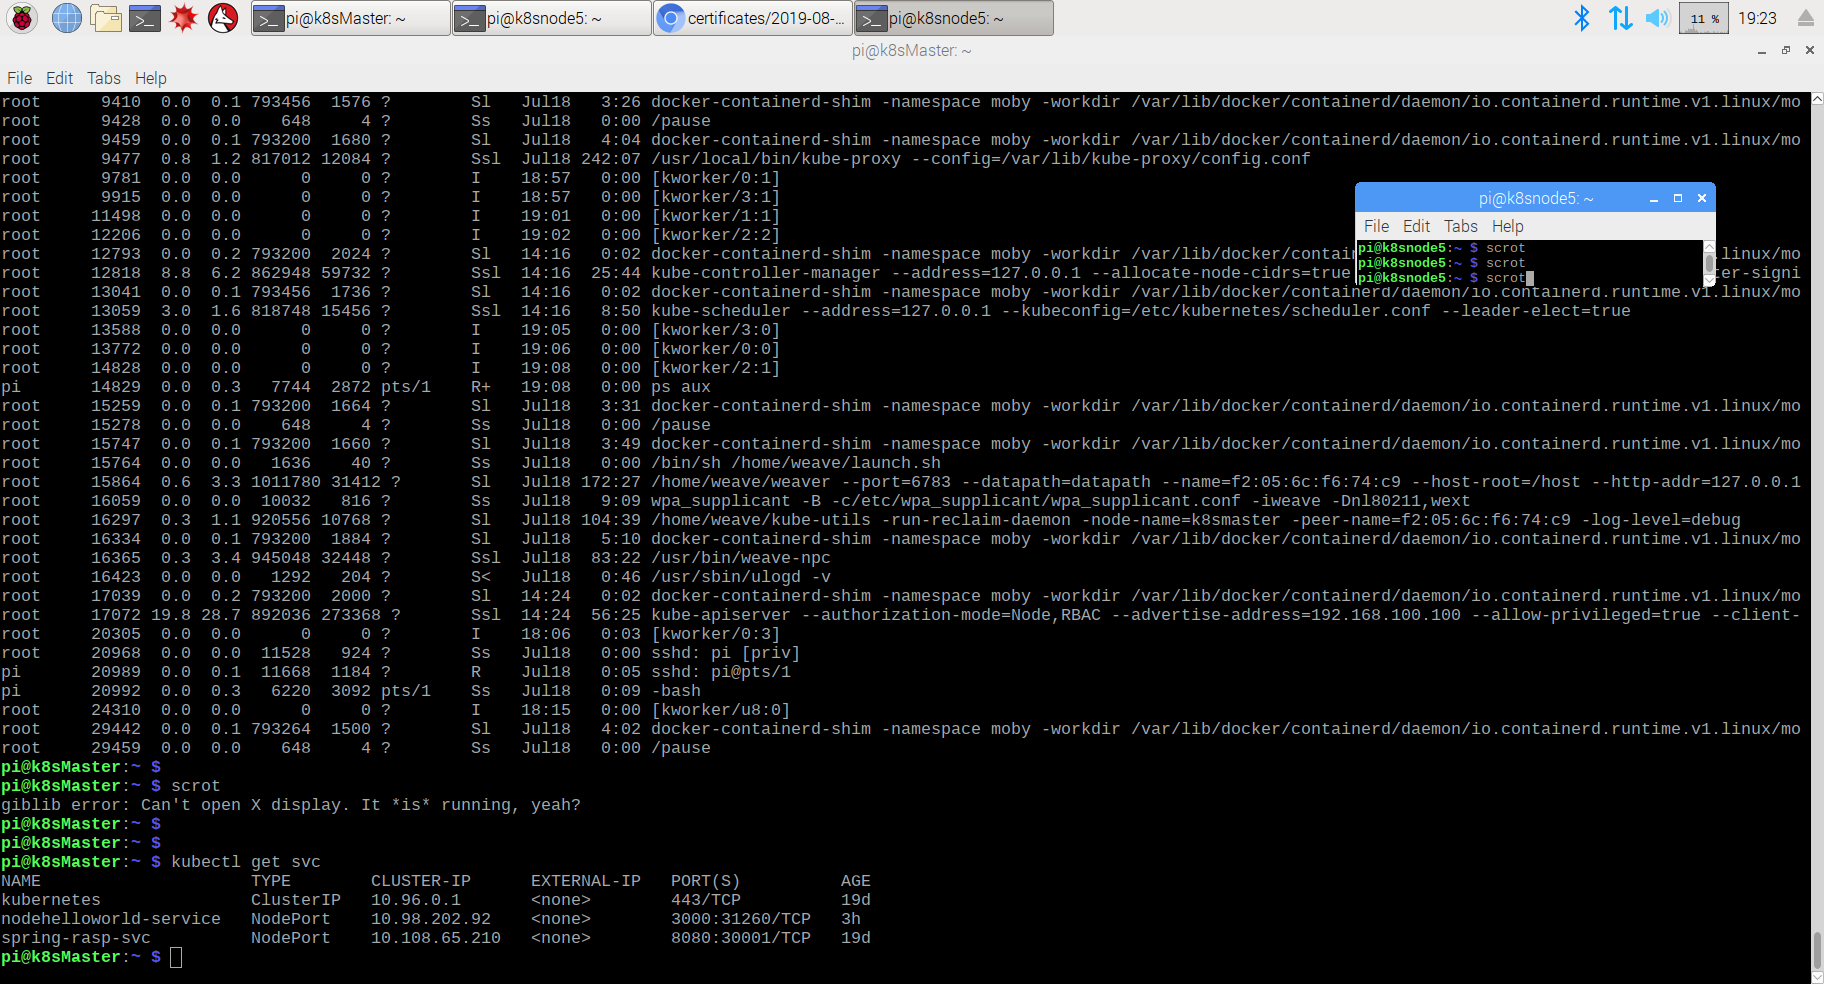 pi@k8sMaster: ~
pi@k8snode5: ~
certificates/2019-08-...
pi@k8snode5: ~
11 %
19:23
pi@k8sMaster: ~
File Edit Tabs Help
root 9410 0.0 0.1 793456 1576 ? Sl Jul18 3:26 docker-containerd-shim -namespace moby -workdir /var/lib/docker/containerd/daemon/io.containerd.runtime.v1.linux/mo
root 9428 0.0 0.0 648 4 ? Ss Jul18 0:00 /pause
root 9459 0.0 0.1 793200 1680 ? Sl Jul18 4:04 docker-containerd-shim -namespace moby -workdir /var/lib/docker/containerd/daemon/io.containerd.runtime.v1.linux/mo
root 9477 0.8 1.2 817012 12084 ? Ssl Jul18 242:07 /usr/local/bin/kube-proxy --config=/var/lib/kube-proxy/config.conf
root 9781 0.0 0.0 0 0 ? I 18:57 0:00 [kworker/0:1]
root 9915 0.0 0.0 0 0 ? I 18:57 0:00 [kworker/3:1]
root 11498 0.0 0.0 0 0 ? I 19:01 0:00 [kworker/1:1]
root 12206 0.0 0.0 0 0 ? I 19:02 0:00 [kworker/2:2]
root 12793 0.0 0.2 793200 2024 ? Sl 14:16 0:02 docker-containerd-shim -namespace moby -workdir /var/lib/docker/contai v1.linux/mo
root 12818 8.8 6.2 862948 59732 ? Ssl 14:16 25:44 kube-controller-manager --address=127.0.0.1 --allocate-node-cidrs=true ter-signi
root 13041 0.1 0.1 793456 1736 ? Sl 14:16 0:02 docker-containerd-shim -namespace moby -workdir /var/lib/docker/containerd/daemon/io.containerd.runtime.v1.linux/mo
root 13059 3.0 1.6 818748 15456 ? Ssl 14:16 8:50 kube-scheduler --address=127.0.0.1 --kubeconfig=/etc/kubernetes/scheduler.conf --leader-elect=true
root 13588 0.0 0.0 0 0 ? I 19:05 0:00 [kworker/3:0]
root 13772 0.0 0.0 0 0 ? I 19:06 0:00 [kworker/0:0]
root 14828 0.0 0.0 0 0 ? I 19:08 0:00 [kworker/2:1]
pi 14829 0.0 0.3 7744 2872 pts/1 R+ 19:08 0:00 ps aux
root 15259 0.0 0.1 793200 1664 ? Sl Jul18 3:31 docker-containerd-shim -namespace moby -workdir /var/lib/docker/containerd/daemon/io.containerd.runtime.v1.linux/mo
root 15278 0.0 0.0 648 4 ? Ss Jul18 0:00 /pause
root 15747 0.0 0.1 793200 1660 ? Sl Jul18 3:49 docker-containerd-shim -namespace moby -workdir /var/lib/docker/containerd/daemon/io.containerd.runtime.v1.linux/mo
root 15764 0.0 0.0 1636 40 ? Ss Jul18 0:00 /bin/sh /home/weave/launch.sh
root 15864 0.6 3.3 1011780 31412 ? Sl Jul18 172:27 /home/weave/weaver --port=6783 --datapath=datapath --name=f2:05:6c:f6:74:c9 --host-root=/host --http-addr=127.0.0.1
root 16059 0.0 0.0 10032 816 ? Ss Jul18 9:09 wpa_supplicant -B -c/etc/wpa_supplicant/wpa_supplicant.conf -iweave -Dnl80211,wext
root 16297 0.3 1.1 920556 10768 ? Sl Jul18 104:39 /home/weave/kube-utils -run-reclaim-daemon -node-name=k8smaster -peer-name=f2:05:6c:f6:74:c9 -log-level=debug
root 16334 0.0 0.1 793200 1884 ? Sl Jul18 5:10 docker-containerd-shim -namespace moby -workdir /var/lib/docker/containerd/daemon/io.containerd.runtime.v1.linux/mo
root 16365 0.3 3.4 945048 32448 ? Ssl Jul18 83:22 /usr/bin/weave-npc
root 16423 0.0 0.0 1292 204 ? S< Jul18 0:46 /usr/sbin/ulogd -v
root 17039 0.0 0.2 793200 2000 ? Sl 14:24 0:02 docker-containerd-shim -namespace moby -workdir /var/lib/docker/containerd/daemon/io.containerd.runtime.v1.linux/mo
root 17072 19.8 28.7 892036 273368 ? Ssl 14:24 56:25 kube-apiserver --authorization-mode=Node,RBAC --advertise-address=192.168.100.100 --allow-privileged=true --client-
root 20305 0.0 0.0 0 0 ? I 18:06 0:03 [kworker/0:3]
root 20968 0.0 0.0 11528 924 ? Ss Jul18 0:00 sshd: pi [priv]
pi 20989 0.0 0.1 11668 1184 ? R Jul18 0:05 sshd: pi@pts/1
pi 20992 0.0 0.3 6220 3092 pts/1 Ss Jul18 0:09 -bash
root 24310 0.0 0.0 0 0 ? I 18:15 0:00 [kworker/u8:0]
root 29442 0.0 0.1 793264 1500 ? Sl Jul18 4:02 docker-containerd-shim -namespace moby -workdir /var/lib/docker/containerd/daemon/io.containerd.runtime.v1.linux/mo
root 29459 0.0 0.0 648 4 ? Ss Jul18 0:00 /pause
pi@k8sMaster:~ $
pi@k8sMaster:~ $ scrot
giblib error: Can't open X display. It *is* running, yeah?
pi@k8sMaster:~ $
pi@k8sMaster:~ $
pi@k8sMaster:~ $ kubectl get svc
NAME TYPE CLUSTER-IP EXTERNAL-IP PORT(S) AGE
kubernetes ClusterIP 10.96.0.1 <none> 443/TCP 19d
nodehelloworld-service NodePort 10.98.202.92 <none> 3000:31260/TCP 3h
spring-rasp-svc NodePort 10.108.65.210 <none> 8080:30001/TCP 19d
pi@k8sMaster:~ $
pi@k8snode5: ~
File Edit Tabs Help
pi@k8snode5:~ $ scrot
pi@k8snode5:~ $ scrot
pi@k8snode5:~ $ scrot